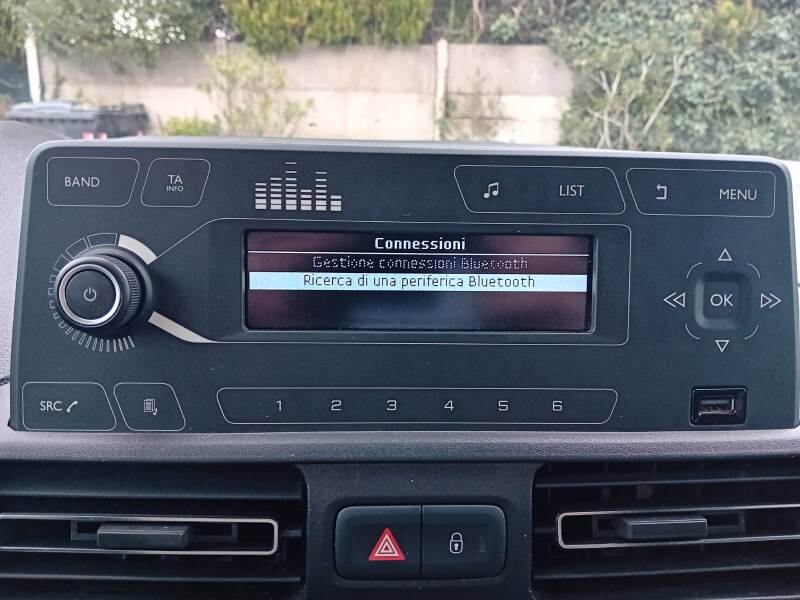 BAND
TA
INFO
LIST
MENU
Connessioni
Gestione connessioni Bluetooth
Ricerca di una periferica Bluetooth
OK
SRC
1 2 3 4 5 6